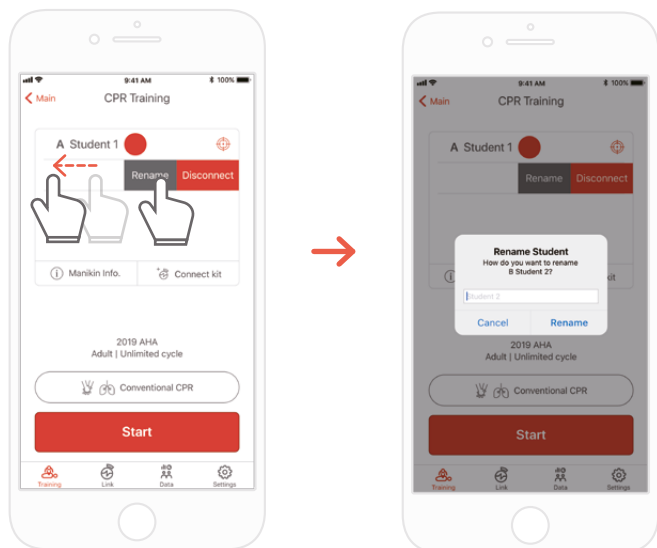 9:41 AM
100%
Main
CPR Training
A Student 1
Rename Disconnect
Manikin Info.
Connect kit
2019 AHA
Adult | Unlimited cycle
Conventional CPR
Start
Training
Link
Data
Settings
9:41 AM
100%
Main
CPR Training
A Student 1
Rename Disconnect
Rename Student
How do you want to rename
B Student 2?
Student 2
kit
Cancel
Rename
2019 AHA
Adult | Unlimited cycle
Conventional CPR
Start
Training
Link
Data
Settings